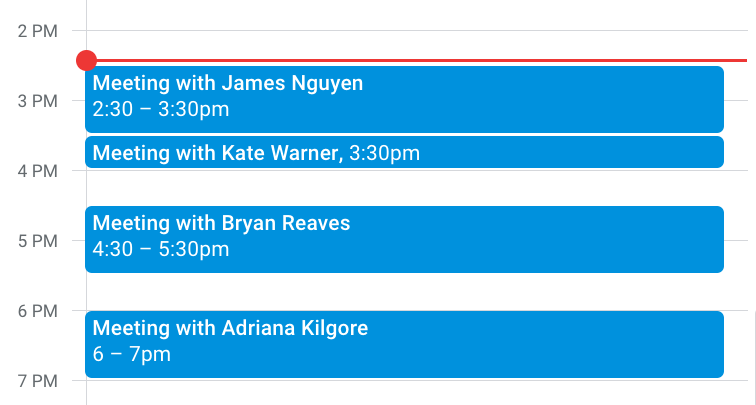 2 PM
Meeting with James Nguyen
2:30 – 3:30pm
3 PM
Meeting with Kate Warner, 3:30pm
4 PM
Meeting with Bryan Reaves
4:30 – 5:30pm
5 PM
6 PM
Meeting with Adriana Kilgore
6 – 7pm
7 PM